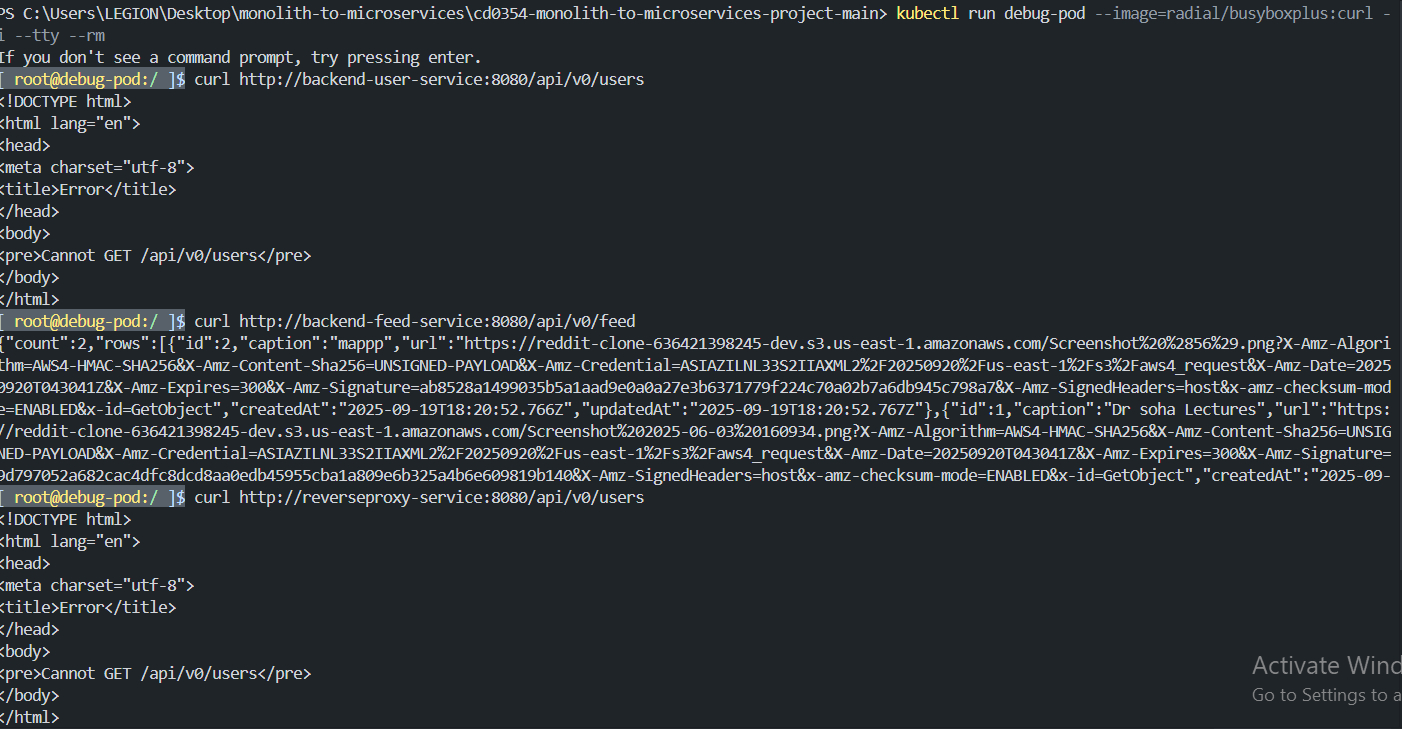 PS C:\Users\LEGION\Desktop\monolith-to-microservices\cd0354-monolith-to-microservices-project-main> kubectl run debug-pod --image=radial/busyboxplus:curl -
i --tty --rm
If you don't see a command prompt, try pressing enter.
[ root@debug-pod:/ ]$ curl http://backend-user-service:8080/api/v0/users
<!DOCTYPE html>
<html lang="en">
<head>
<meta charset="utf-8">
<title>Error</title>
</head>
<body>
<pre>Cannot GET /api/v0/users</pre>
</body>
</html>
[ root@debug-pod:/ ]$ curl http://backend-feed-service:8080/api/v0/feed
{"count":2,"rows":[{"id":2,"caption":"mappp","url":"https://reddit-clone-636421398245-dev.s3.us-east-1.amazonaws.com/Screenshot%20%2856%29.png?X-Amz-Algori
thm=AWS4-HMAC-SHA256&X-Amz-Content-Sha256=UNSIGNED-PAYLOAD&X-Amz-Credential=ASIAZILNL33S2IIAXML2%2F20250920%2Fus-east-1%2Fs3%2Faws4_request&X-Amz-Date=2025
0920T043041Z&X-Amz-Expires=300&X-Amz-Signature=ab8528a1499035b5a1aad9e0a0a27e3b6371779f224c70a02b7a6db945c798a7&X-Amz-SignedHeaders=host&x-amz-checksum-mod
e=ENABLED&x-id=GetObject","createdAt":"2025-09-19T18:20:52.766Z","updatedAt":"2025-09-19T18:20:52.767Z"},{"id":1,"caption":"Dr soha Lectures","url":"https:
//reddit-clone-636421398245-dev.s3.us-east-1.amazonaws.com/Screenshot%202025-06-03%20160934.png?X-Amz-Algorithm=AWS4-HMAC-SHA256&X-Amz-Content-Sha256=UNSIG
NED-PAYLOAD&X-Amz-Credential=ASIAZILNL33S2IIAXML2%2F20250920%2Fus-east-1%2Fs3%2Faws4_request&X-Amz-Date=20250920T043041Z&X-Amz-Expires=300&X-Amz-Signature=
9d797052a682cac4dfc8dcd8aa0edb45955cba1a809e6b325a4b6e609819b140&X-Amz-SignedHeaders=host&x-amz-checksum-mode=ENABLED&x-id=GetObject","createdAt":"2025-09-
[ root@debug-pod:/ ]$ curl http://reverseproxy-service:8080/api/v0/users
<!DOCTYPE html>
<html lang="en">
<head>
<meta charset="utf-8">
<title>Error</title>
</head>
<body>
<pre>Cannot GET /api/v0/users</pre>
</body>
</html>
Activate Wind
Go to Settings to a